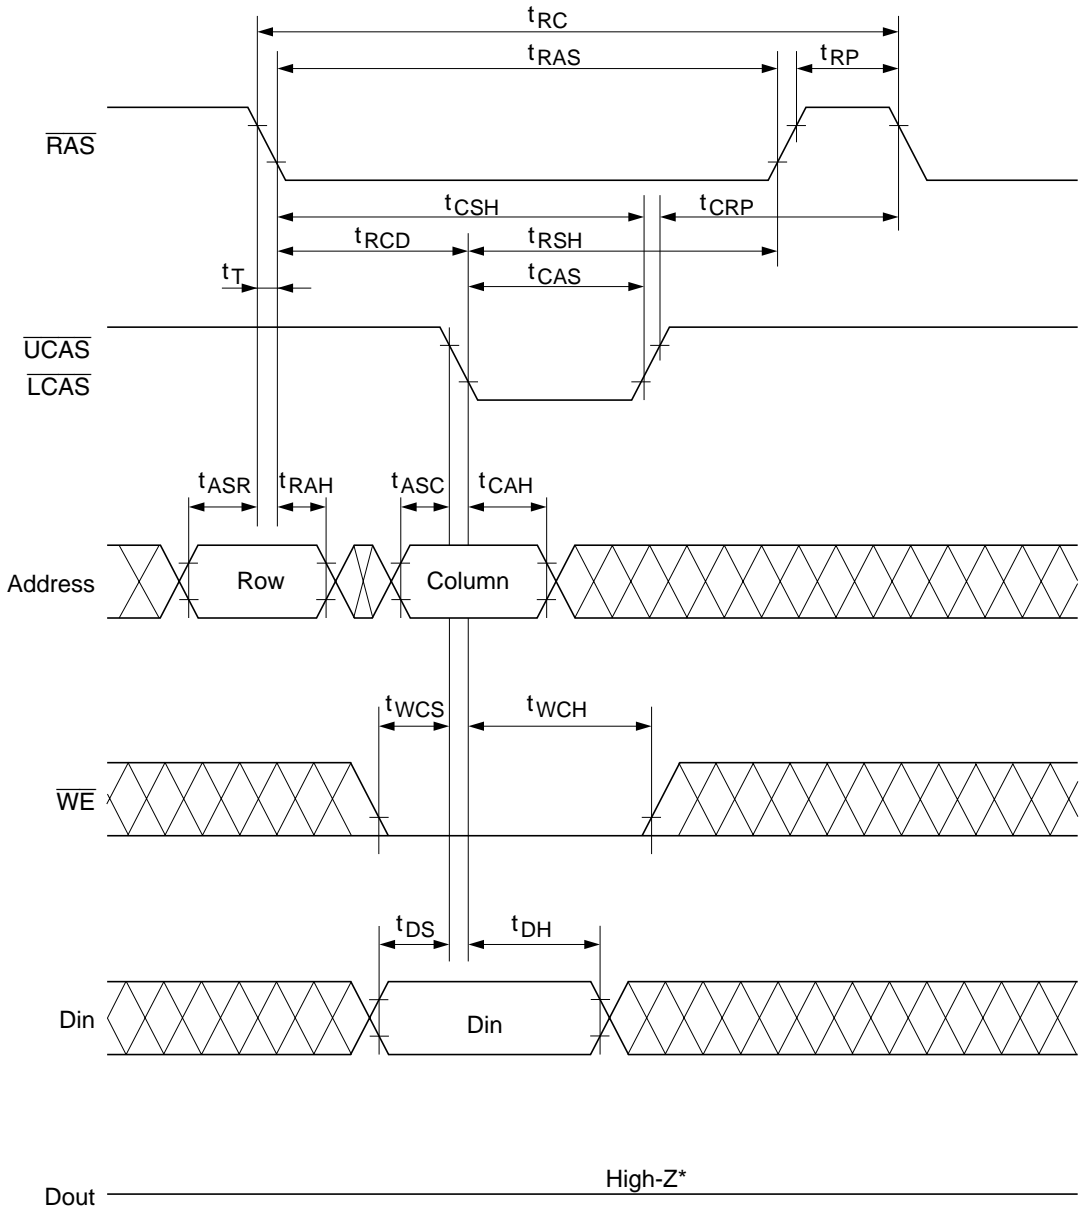 tRC
tRAS
tRP
RAS
tCSH
tCRP
tRCD
tRSH
tT
tCAS
UCAS
LCAS
tASR
tRAH
tASC
tCAH
Address
Row
Column
tWCS
tWCH
WE
tDS
tDH
Din
Din
High-Z*
Dout